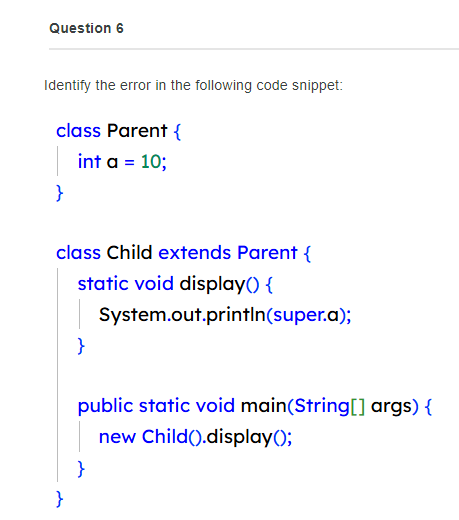 Question 6
Identify the error in the following code snippet:
class Parent {
int a = 10;
}
class Child extends Parent {
static void display() {
System.out.println(super.a);
}
public static void main(String[] args) {
new Child().display();
}
}